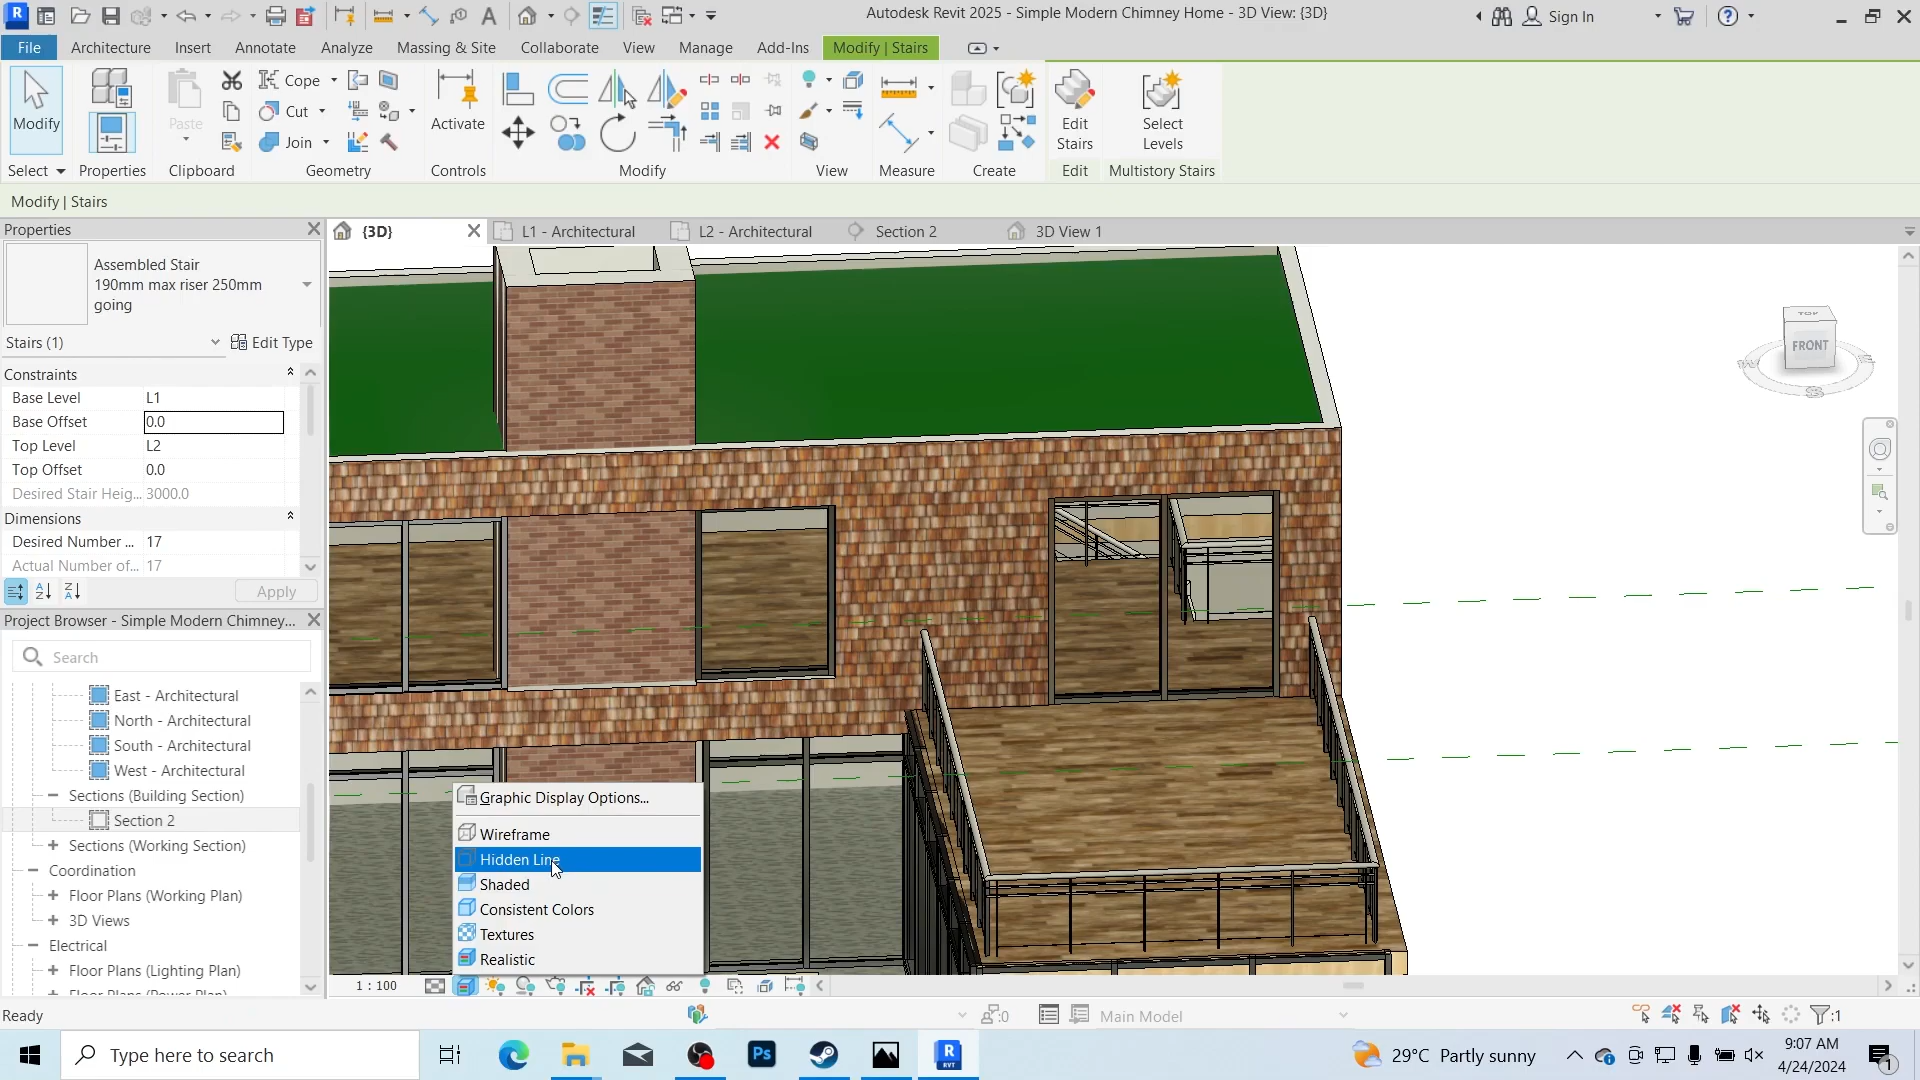 Autodesk Revit 2025 - Simple Modern Chimney Home - 3D View: {3D}
Sign In
File
Architecture
Insert
Annotate
Analyze
Massing & Site
Collaborate
View
Manage
Add-Ins
Modify | Stairs
Modify
Paste
Cope
Cut
Join
Activate
Edit
Stairs
Select
Levels
Select
Properties
Clipboard
Geometry
Controls
Modify
View
Measure
Create
Edit
Multistory Stairs
Modify | Stairs
Properties
{3D}
L1 - Architectural
L2 - Architectural
Section 2
3D View 1
Assembled Stair
190mm max riser 250mm
going
Stairs (1)
Edit Type
Constraints
Base Level L1
Base Offset 0.0
Top Level L2
Top Offset 0.0
Desired Stair Heig... 3000.0
Dimensions
Desired Number ... 17
Actual Number of... 17
Apply
TOP
FRONT
Project Browser - Simple Modern Chimney...
Search
East - Architectural
North - Architectural
South - Architectural
West - Architectural
Sections (Building Section)
Section 2
Sections (Working Section)
Coordination
Floor Plans (Working Plan)
3D Views
Electrical
Floor Plans (Lighting Plan)
Floor Plans (Power Plan)
Graphic Display Options...
Wireframe
Hidden Line
Shaded
Consistent Colors
Textures
Realistic
1 : 100
Ready
:0
Main Model
:1
Type here to search
Ps
R
RVT
29°C Partly sunny
9:07 AM
4/24/2024
1